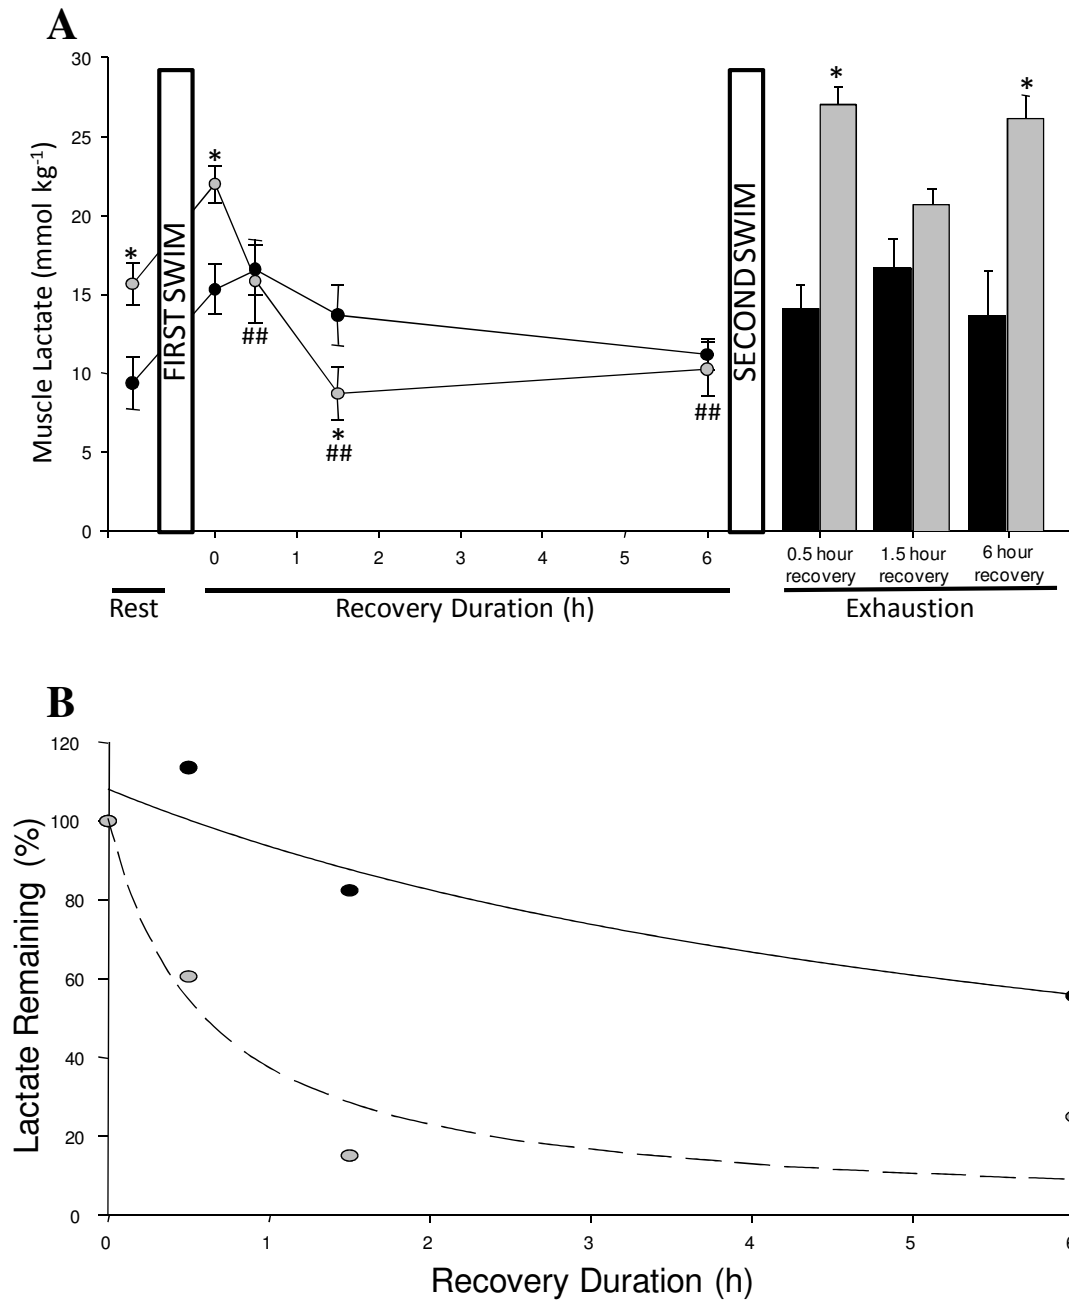 A
30
25
20
15
10
5
0
Muscle Lactate (mmol kg⁻¹)
*
FIRST SWIM
*
##
*
##
##
SECOND SWIM
*
*
0 1 2 3 4 5 6
0.5 hour recovery
1.5 hour recovery
6 hour recovery
Rest
Recovery Duration (h)
Exhaustion
B
120
100
80
60
40
20
0
Lactate Remaining (%)
0 1 2 3 4 5 6
Recovery Duration (h)